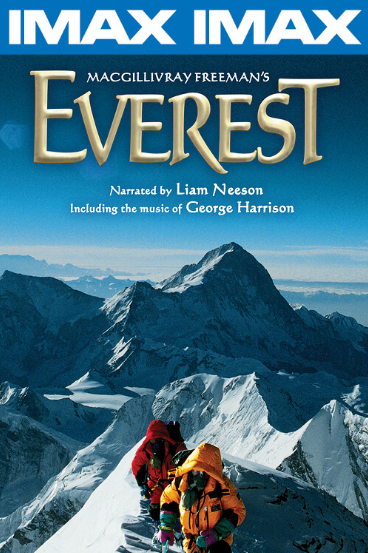 IMAX IMAX
MACGILLIVRAY FREEMAN'S
EVEREST
Narrated by Liam Neeson
Including the music of George Harrison